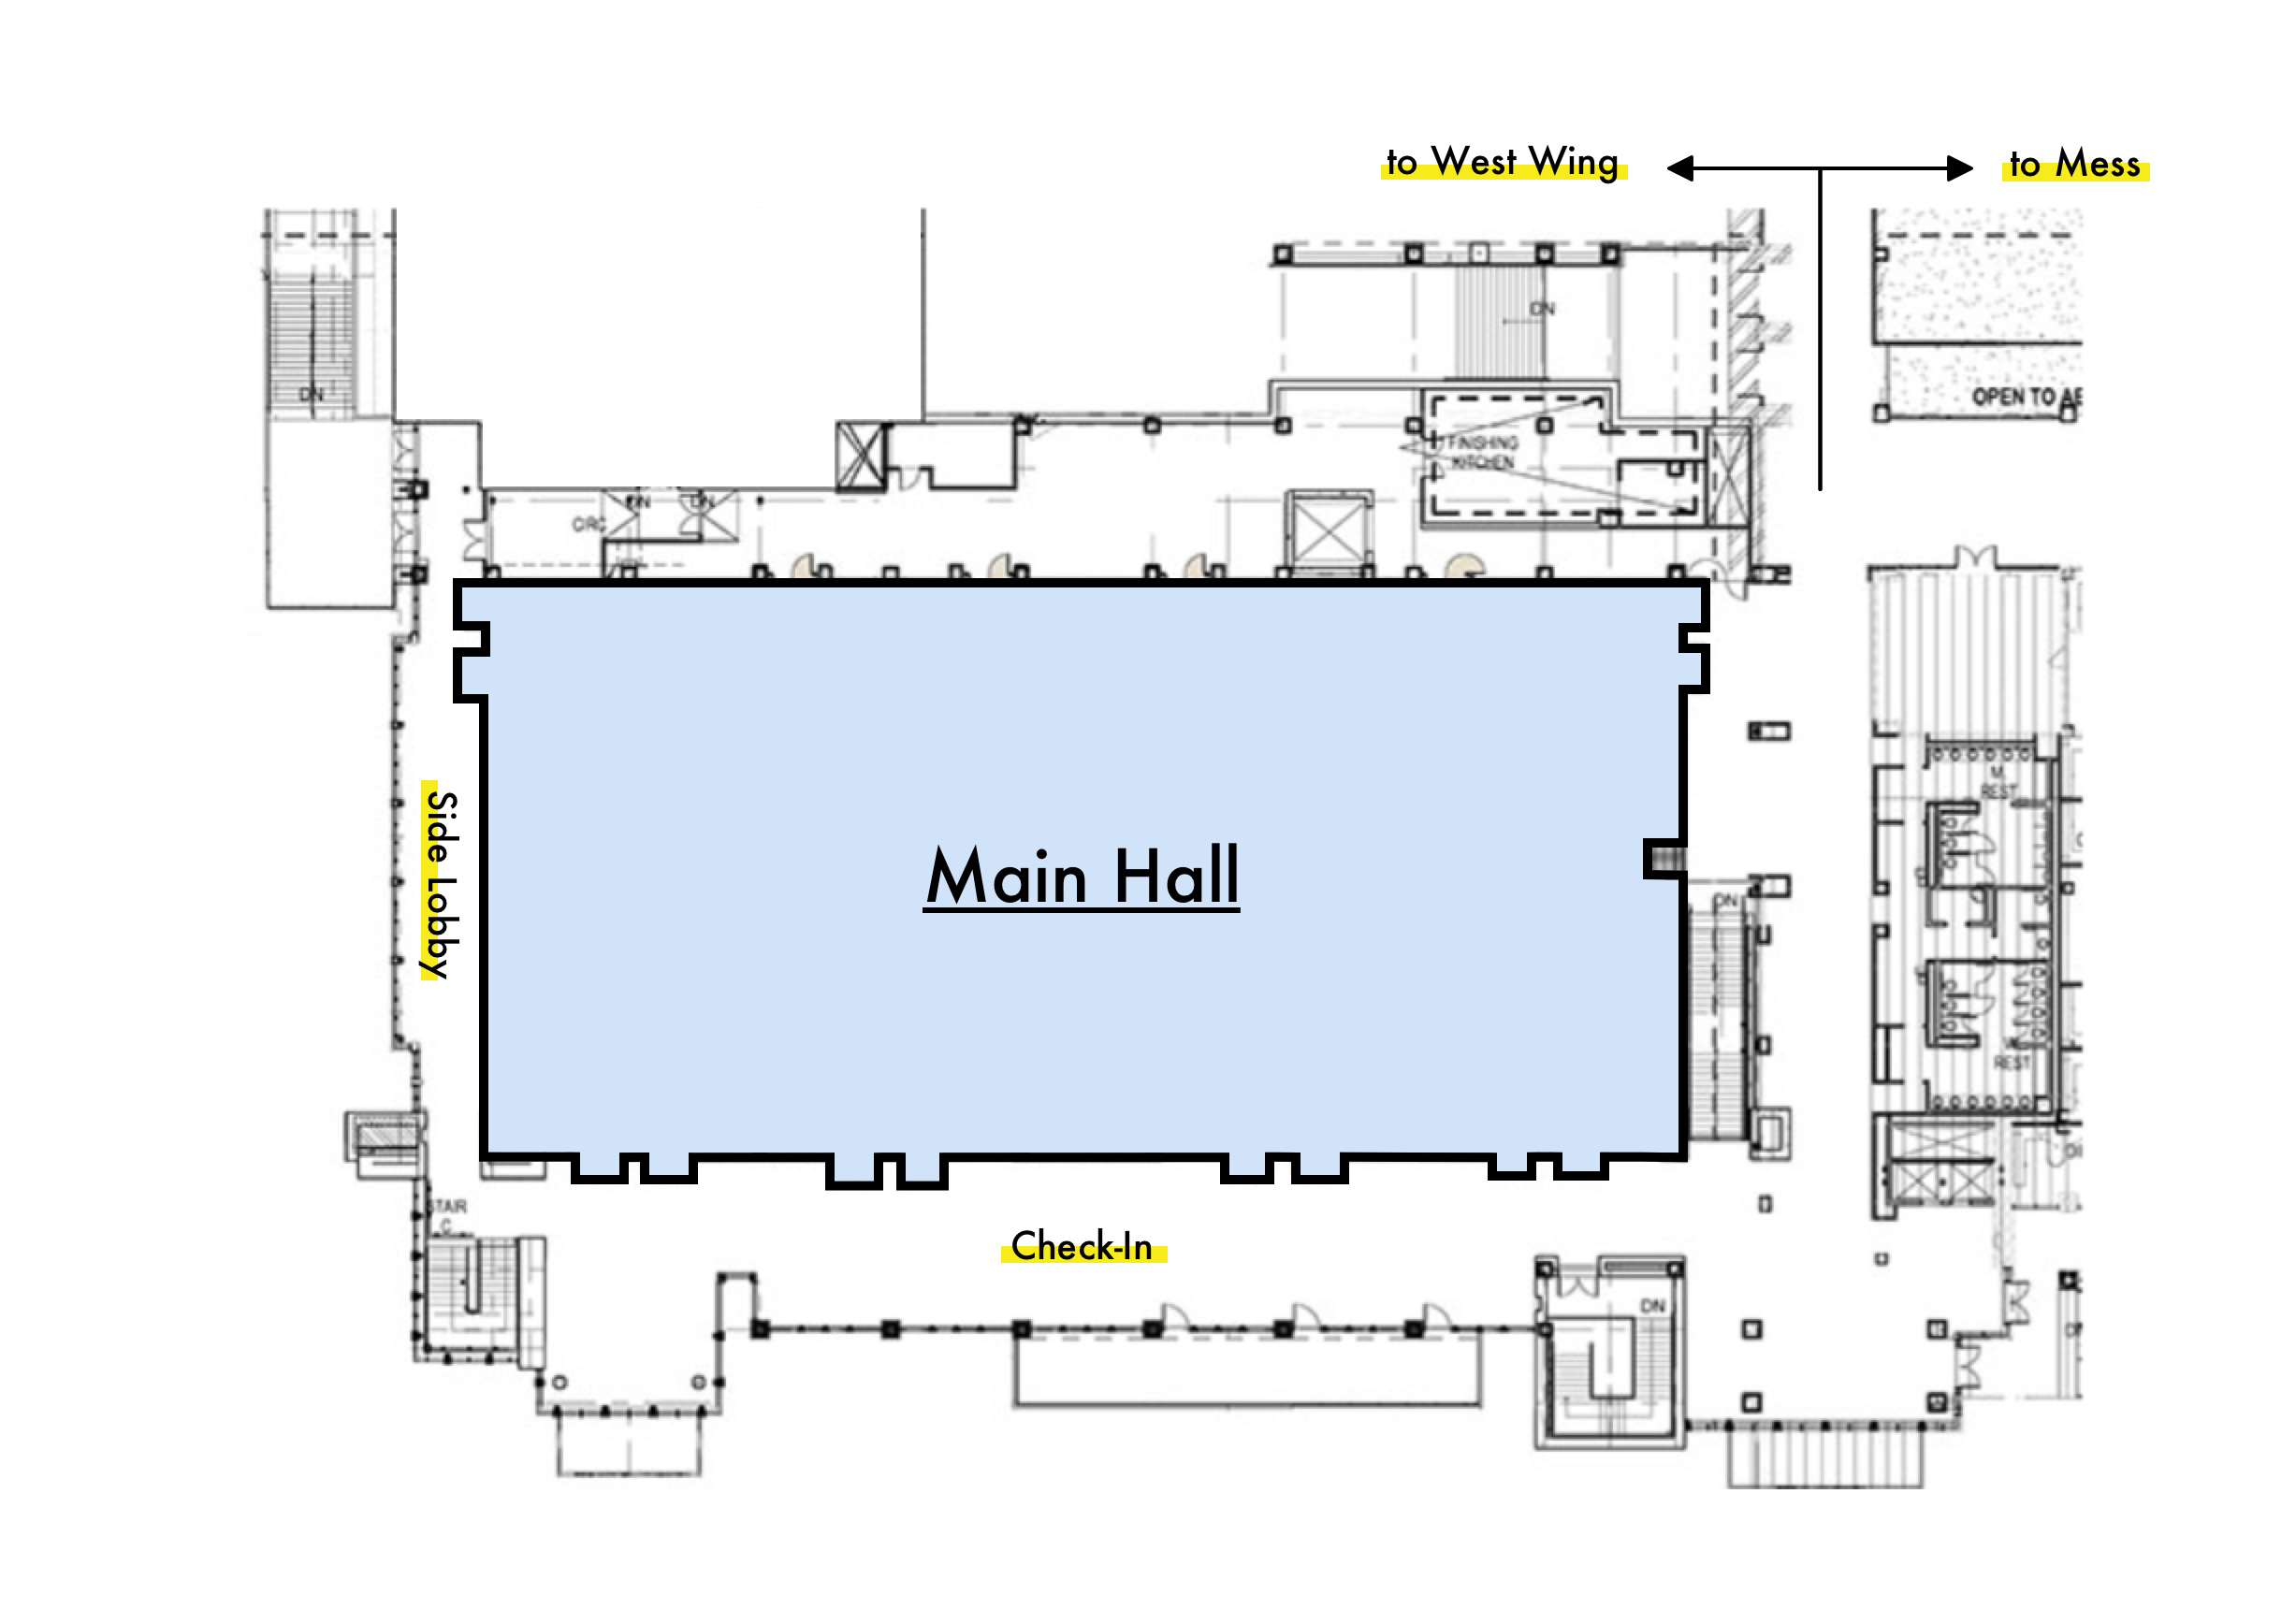 to West Wing
to Mess
DN
DN
OPEN TO
FINISHING
KITCHEN
DN
DN
CIRC
M.
REST
Side Lobby
Main Hall
DN
W.
REST
STAIR
C
Check-In
DN